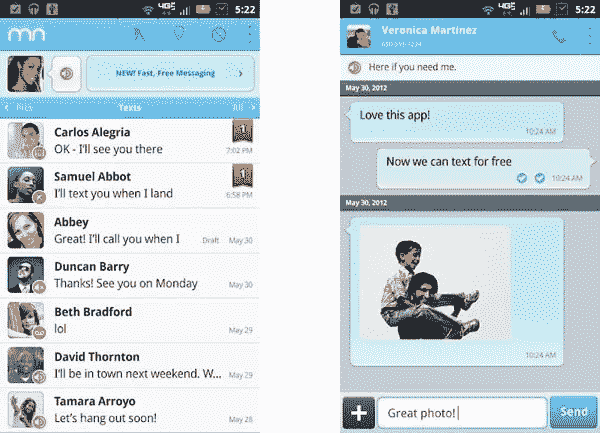 4G 5:22
mn
NEW! Fast, Free Messaging
Texts
All
Carlos Alegria
OK - I'll see you there
1
7:02 PM
Samuel Abbot
I'll text you when I land
1
6:58 PM
Abbey
Great! I'll call you when I
Draft May 30
Duncan Barry
Thanks! See you on Monday
May 30
Beth Bradford
lol
May 29
David Thornton
I'll be in town next weekend. W...
May 29
Tamara Arroyo
Let's hang out soon!
May 28
4G 5:22
Veronica Martinez
Here if you need me.
May 30, 2012
Love this app!
10:24 AM
Now we can text for free
10:24 AM
May 30, 2012
10:24 AM
+
Great photo!
Send